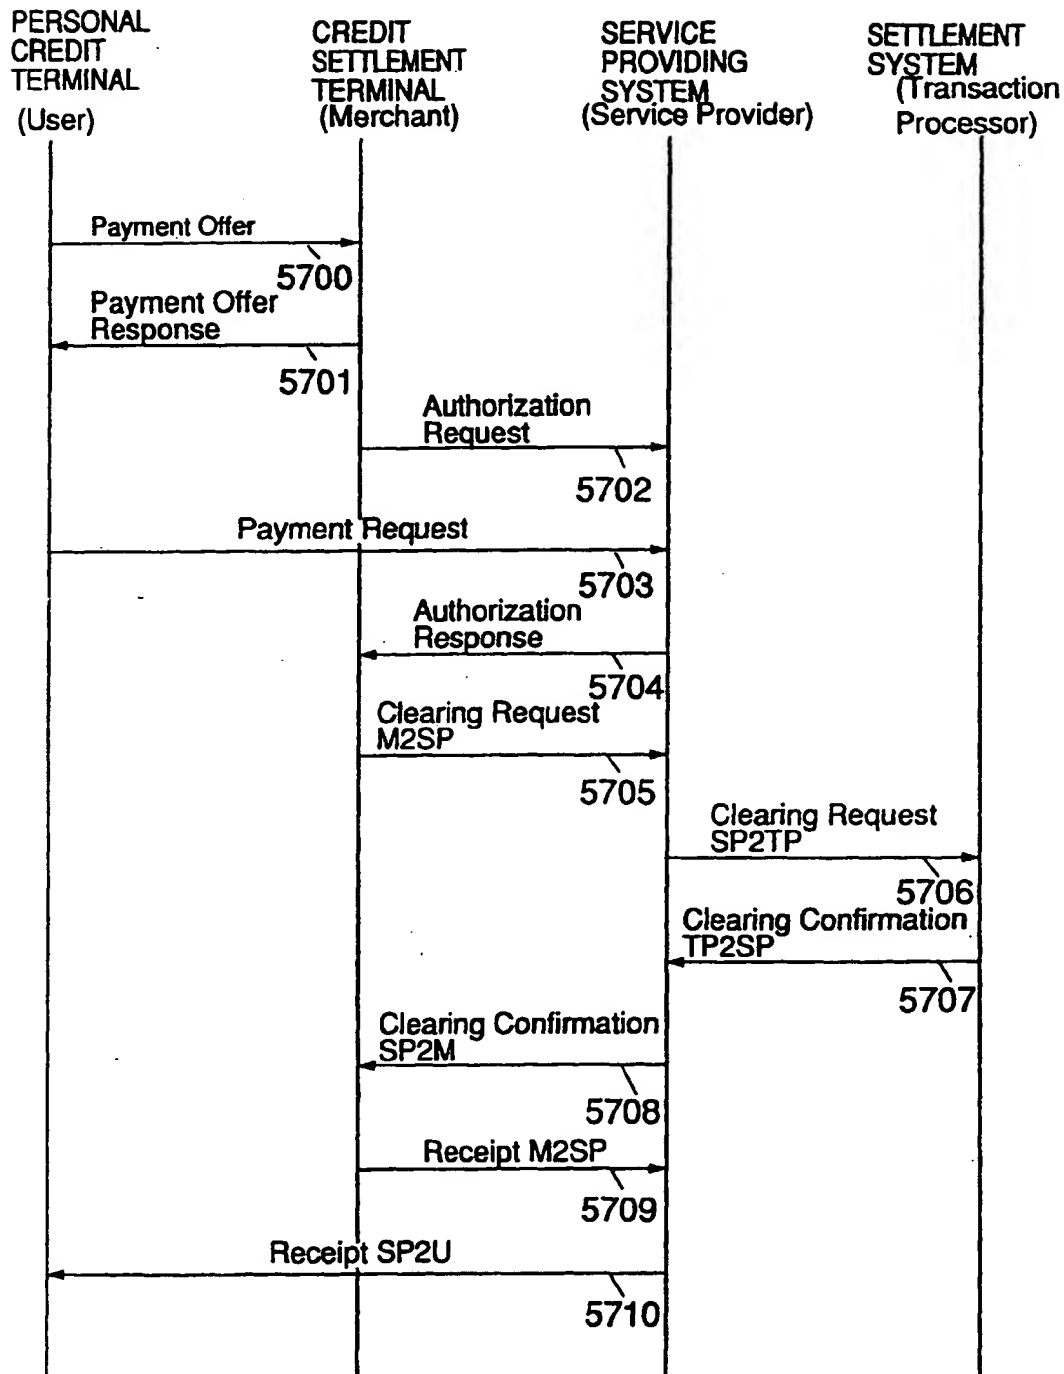 PERSONAL
CREDIT
TERMINAL
(User)
CREDIT
SETTLEMENT
TERMINAL
(Merchant)
SERVICE
PROVIDING
SYSTEM
(Service Provider)
SETTLEMENT
SYSTEM
(Transaction
Processor)
Payment Offer
5700
Payment Offer
Response
5701
Authorization
Request
5702
Payment Request
5703
Authorization
Response
5704
Clearing Request
M2SP
5705
Clearing Request
SP2TP
5706
Clearing Confirmation
TP2SP
5707
Clearing Confirmation
SP2M
5708
Receipt M2SP
5709
Receipt SP2U
5710